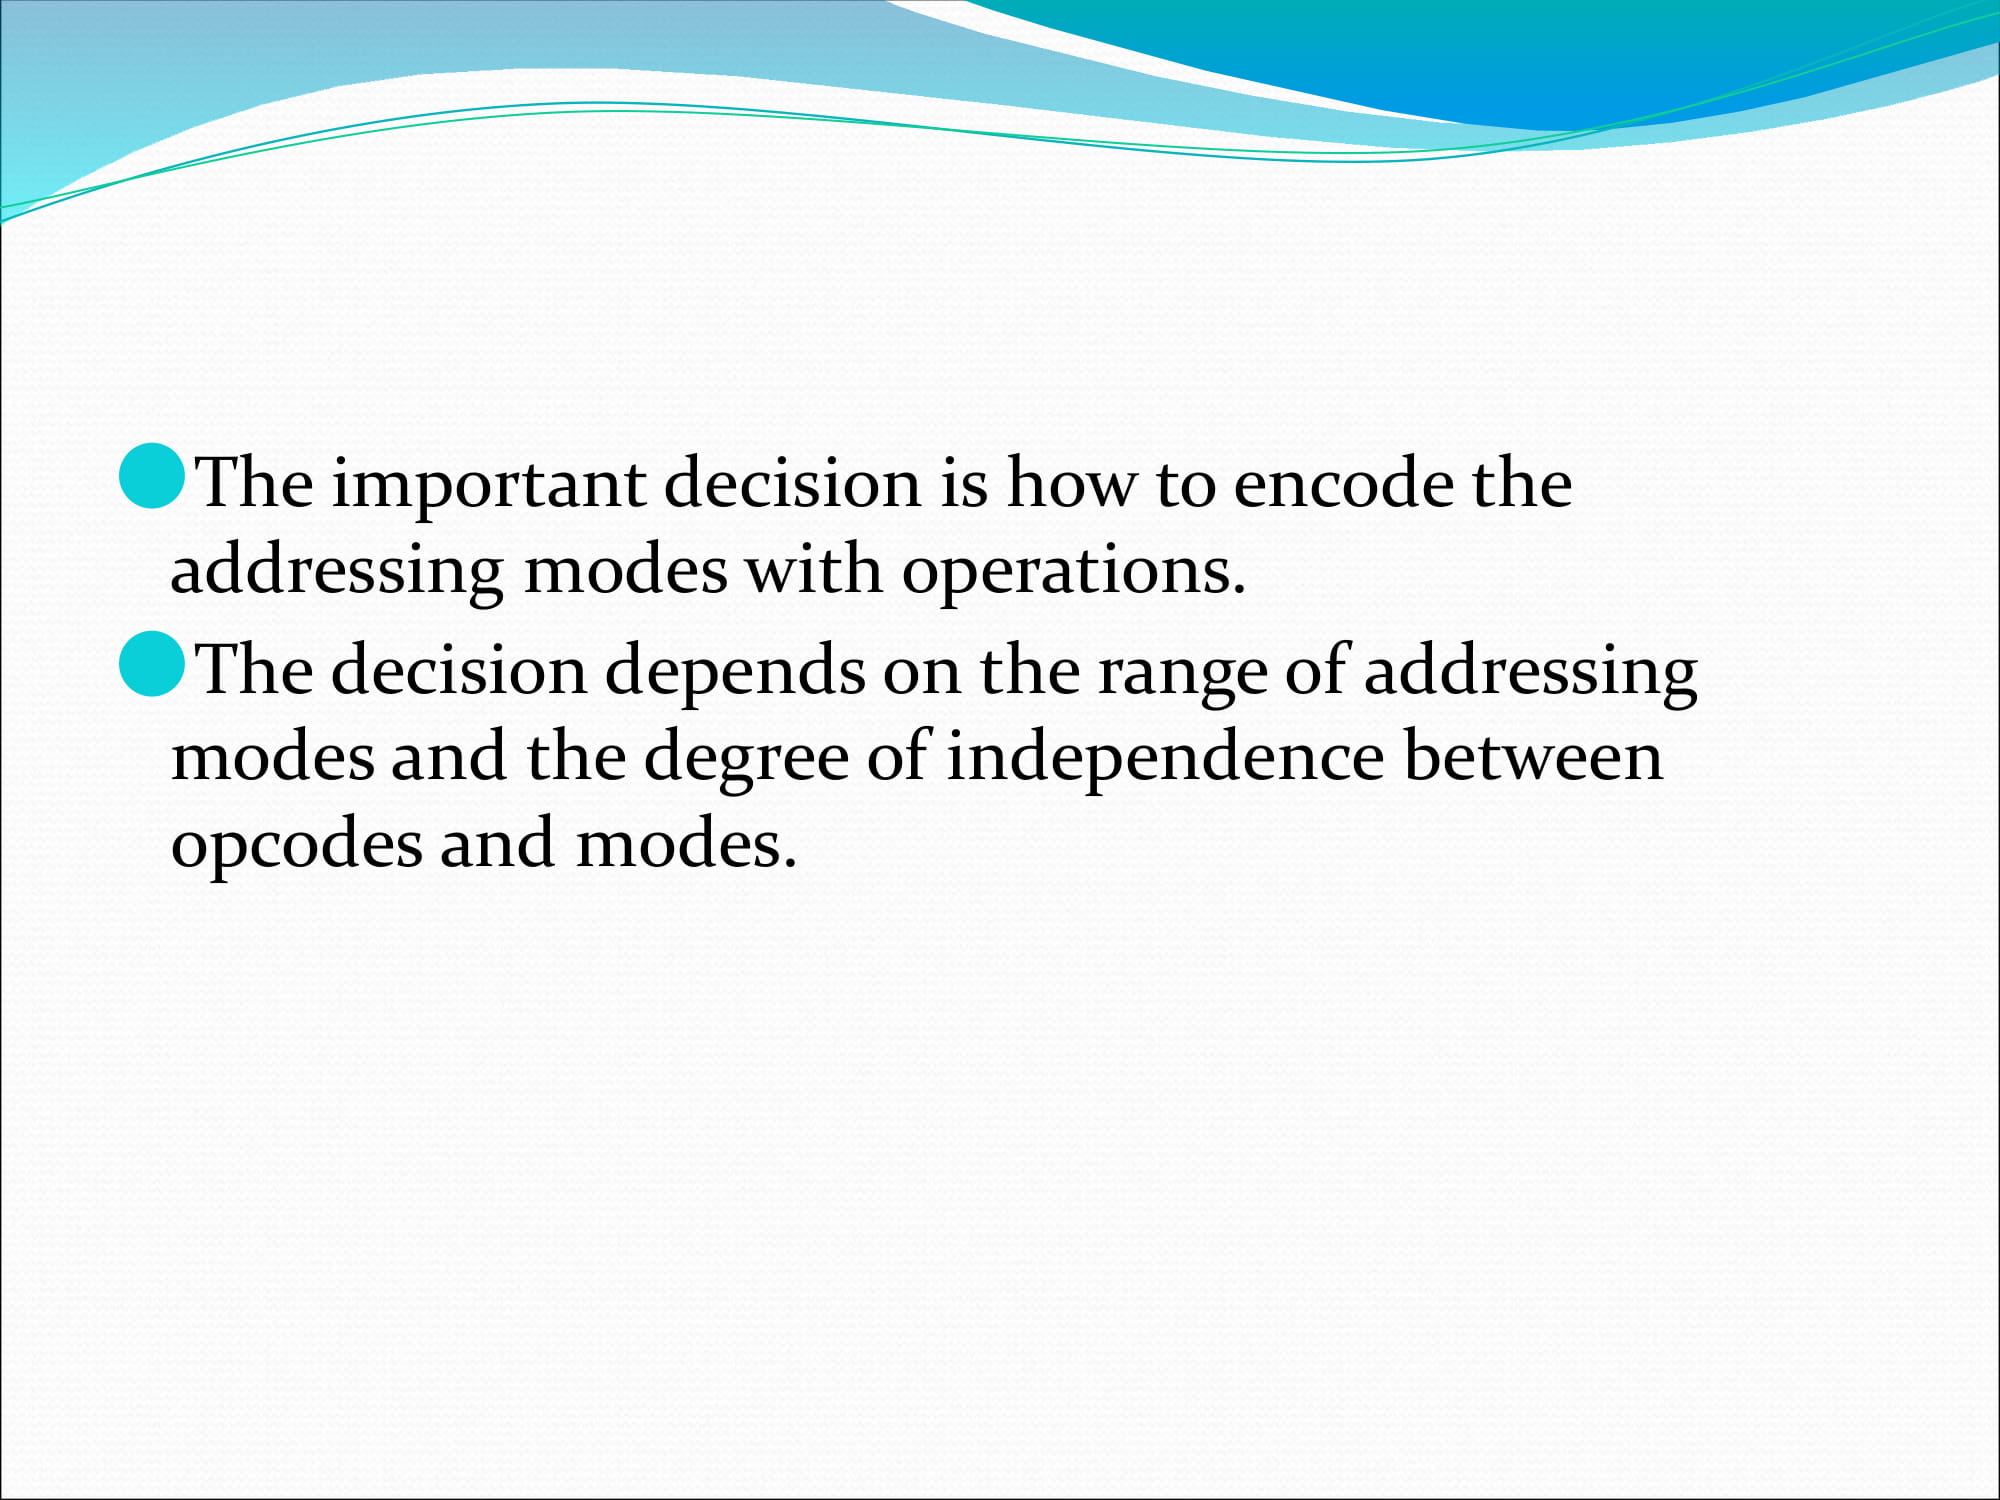 The important decision is how to encode the
addressing modes with operations.
The decision depends on the range of addressing
modes and the degree of independence between
opcodes and modes.